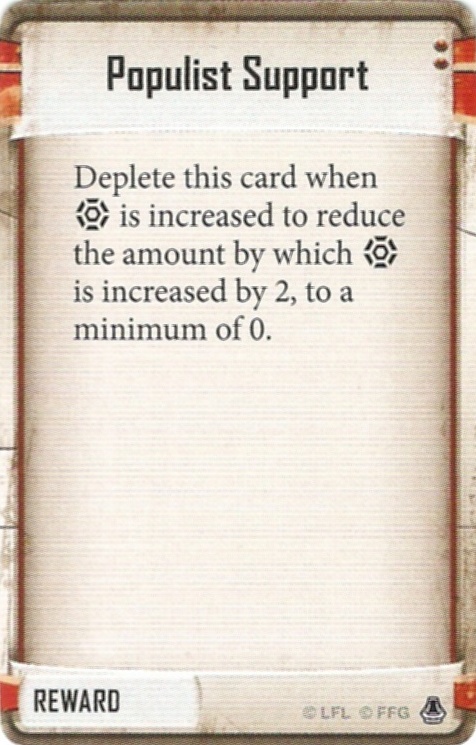 Populist Support
Deplete this card when
is increased to reduce
the amount by which
is increased by 2, to a
minimum of 0.
REWARD
© LFL © FFG